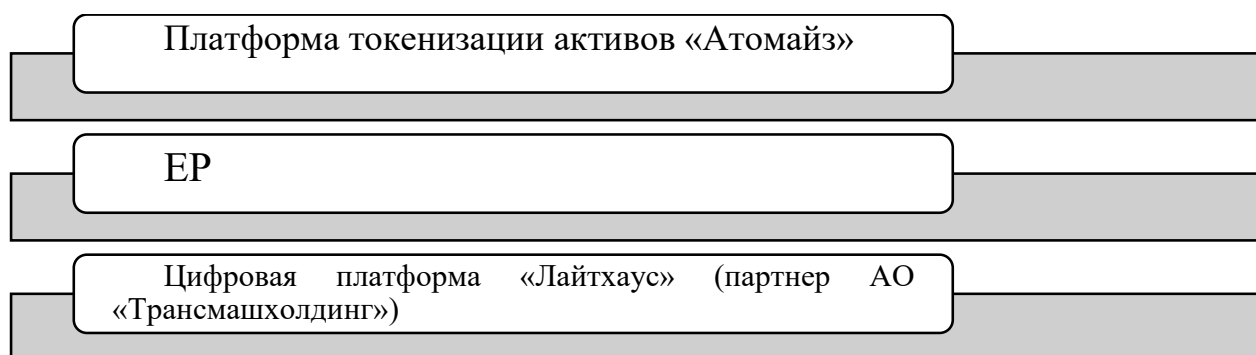 Платформа токенизации активов «Атомайз»
ЕР
Цифровая платформа «Лайтхаус» (партнер АО
«Трансмашхолдинг»)